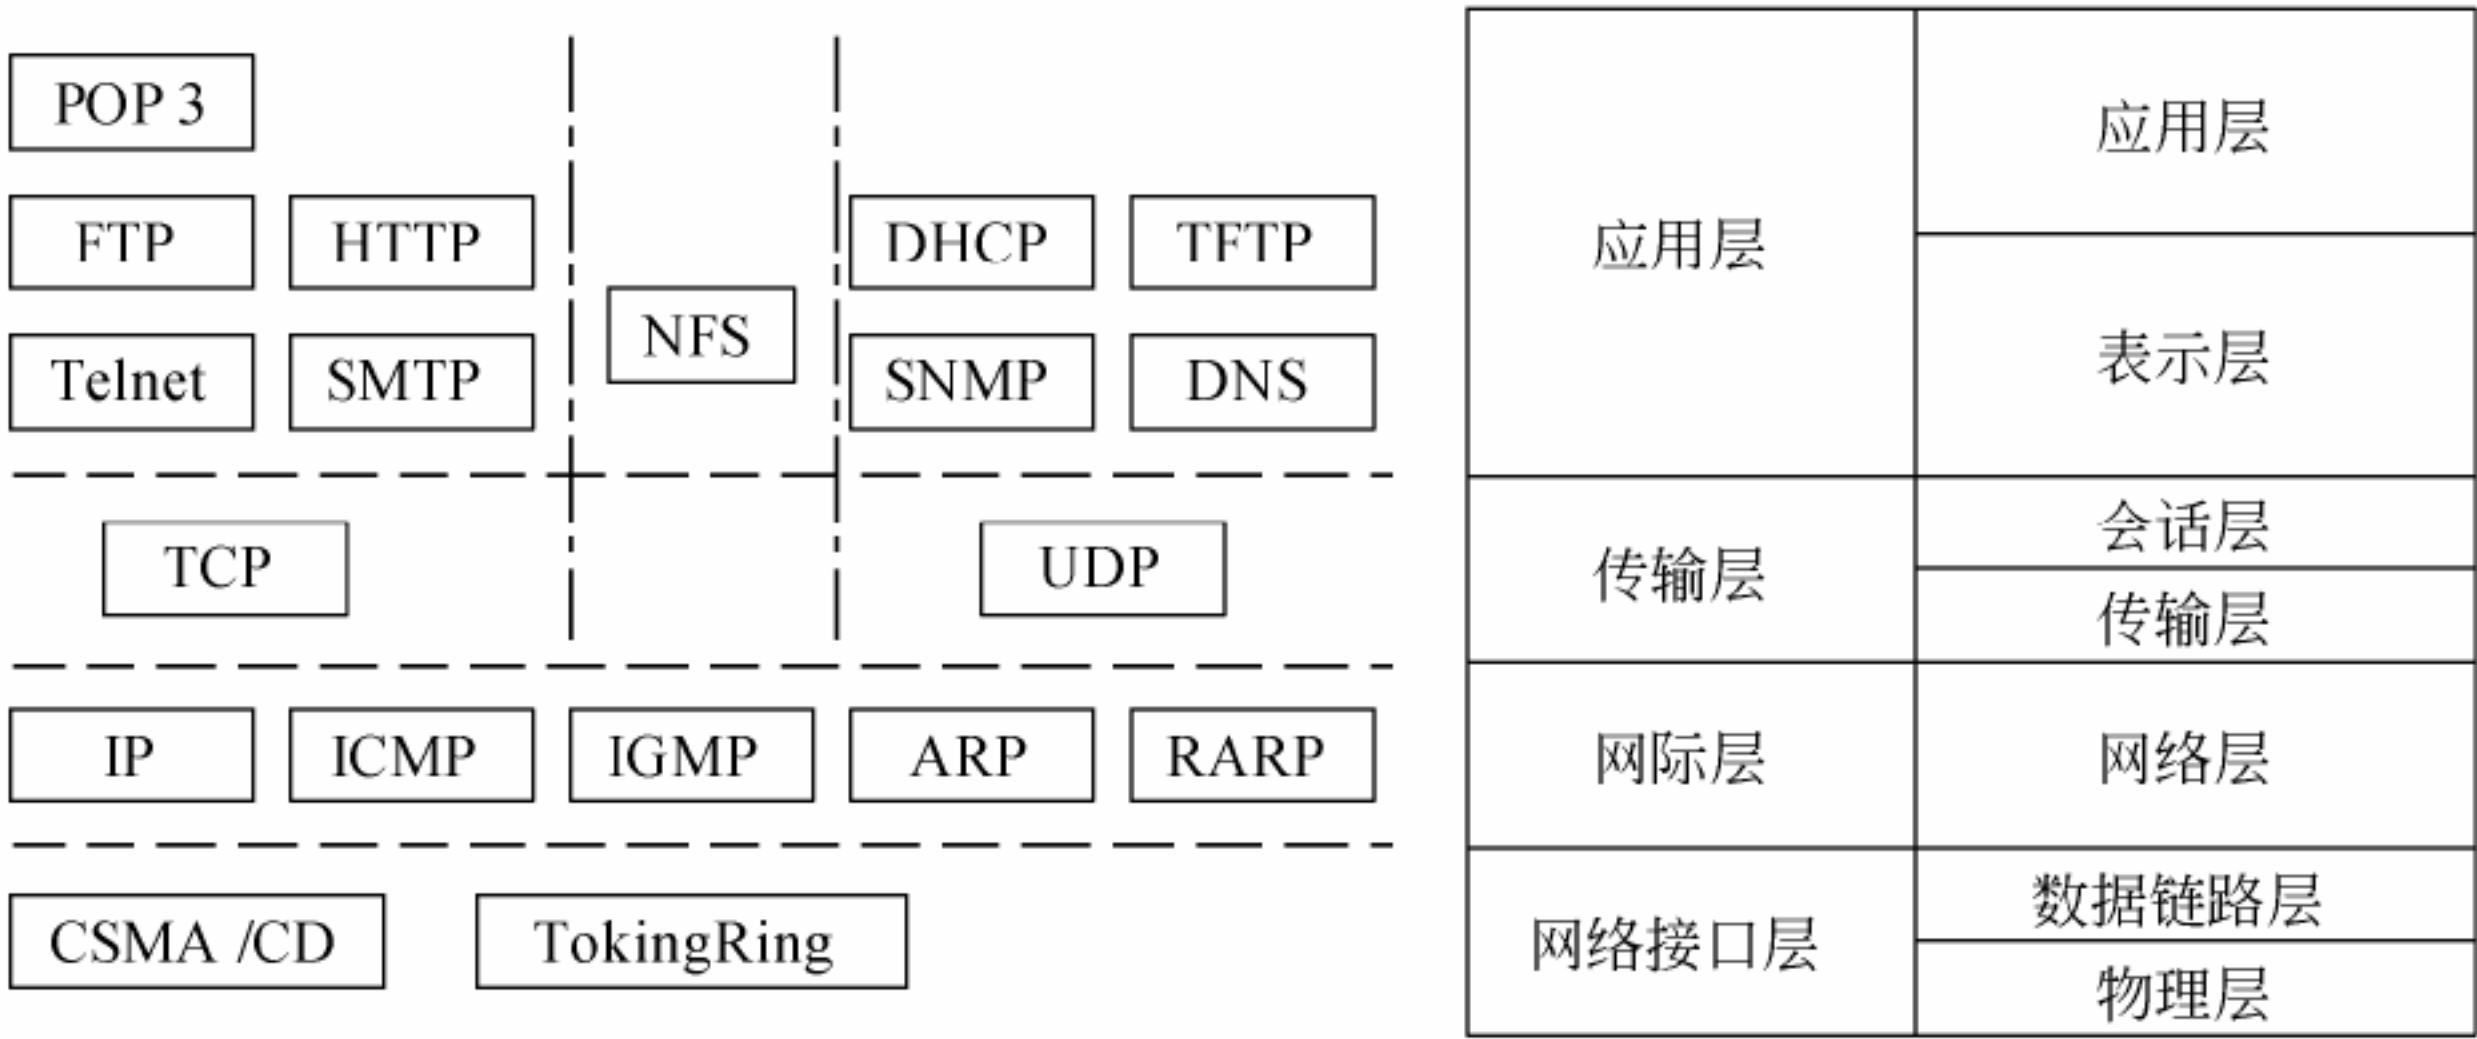 POP 3
FTP
HTTP
DHCP
TFTP
NFS
Telnet
SMTP
SNMP
DNS
TCP
UDP
IP
ICMP
IGMP
ARP
RARP
CSMA /CD
TokingRing
应用层
应用层
表示层
传输层
会话层
传输层
网际层
网络层
网络接口层
数据链路层
物理层